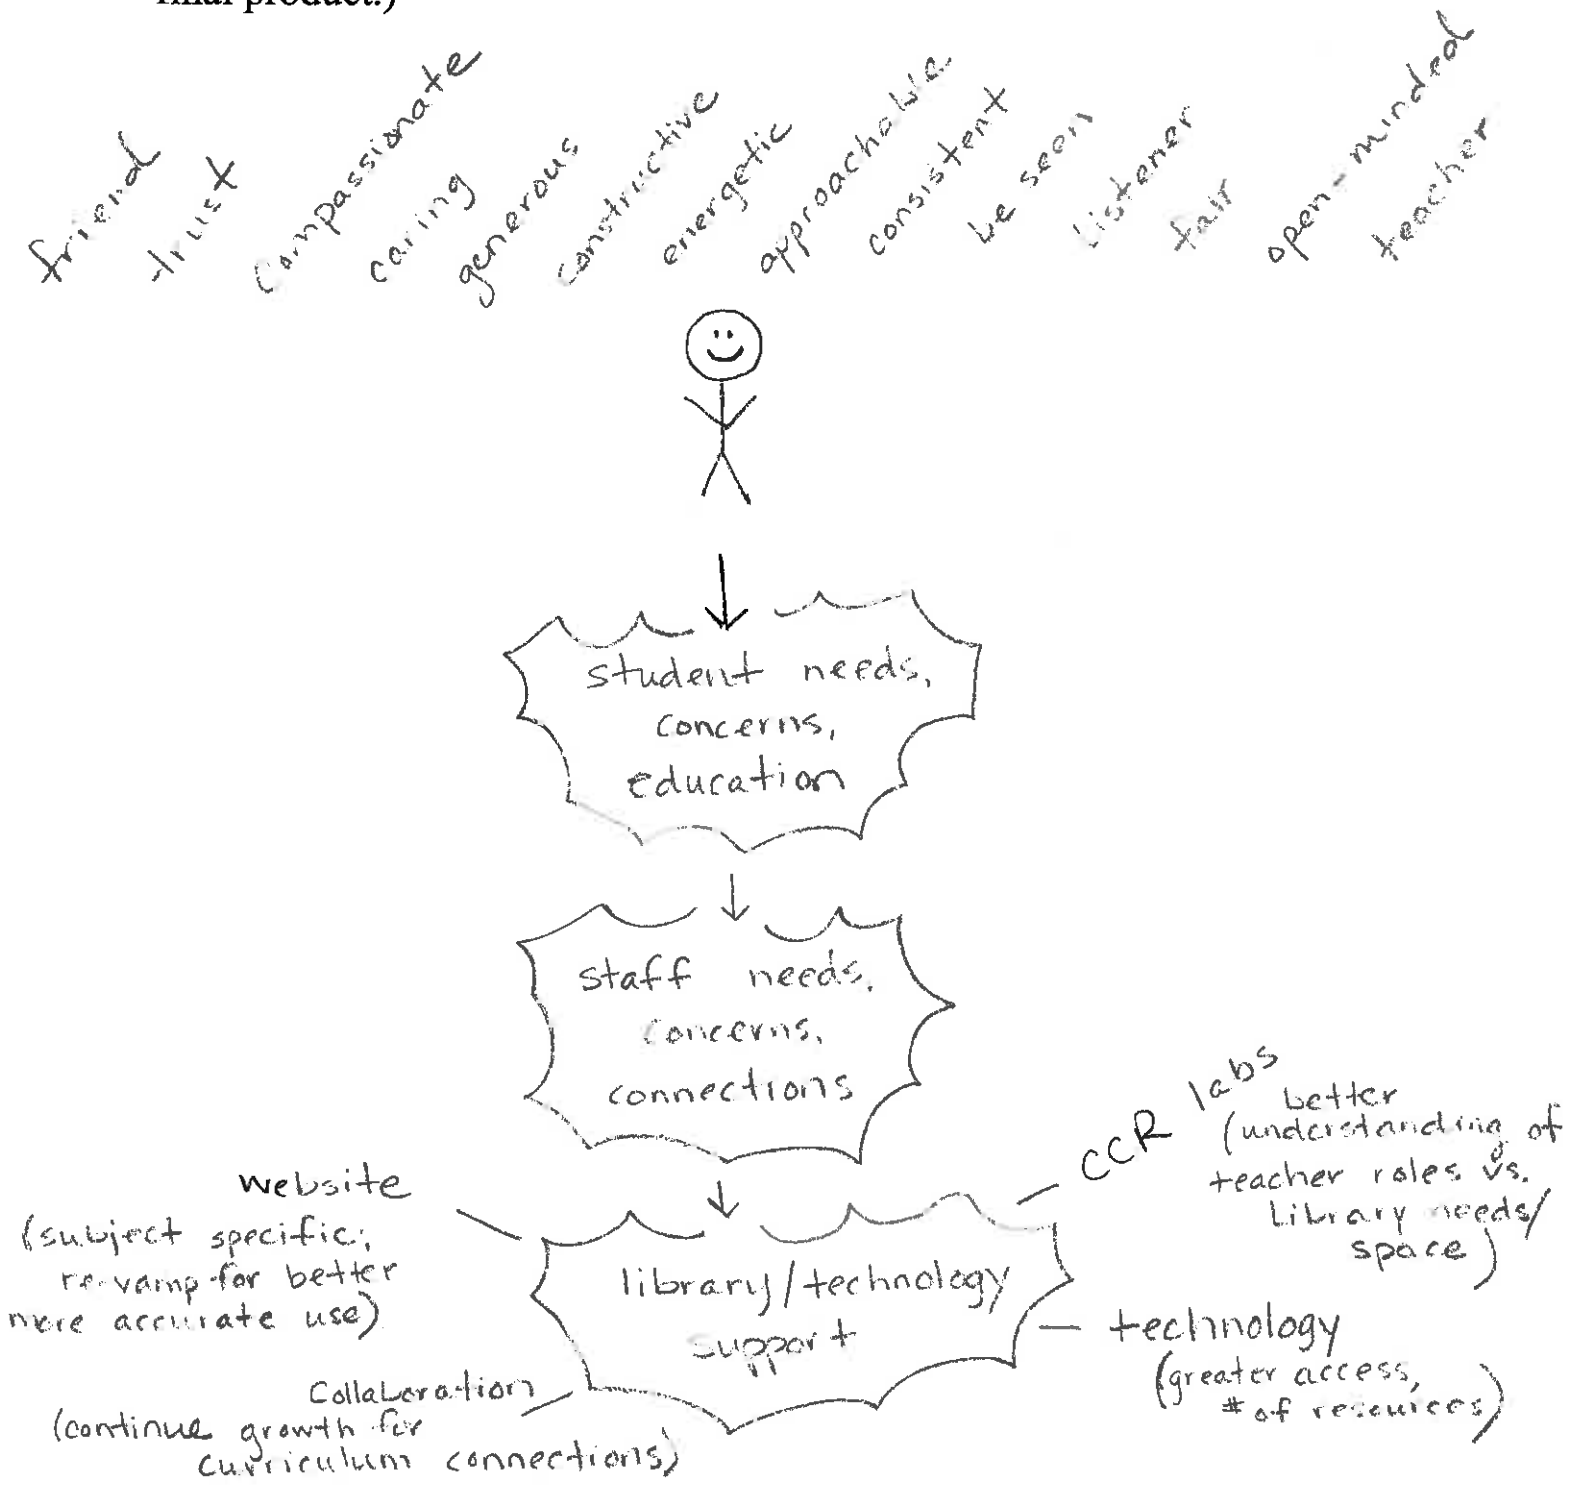 final product.)
friend
trust
compassionate
caring
generous
constructive
energetic
approachable
consistent
be seen
listener
fair
open-minded
teacher
student needs,
concerns,
education
staff needs,
concerns,
connections
library/technology
support
website
(subject specific;
re-vamp for better
more accurate use)
Collaboration
(continue growth for
curriculum connections)
CCR labs
better
(understanding of
teacher roles vs.
Library needs/
space)
technology
(greater access,
# of resources)